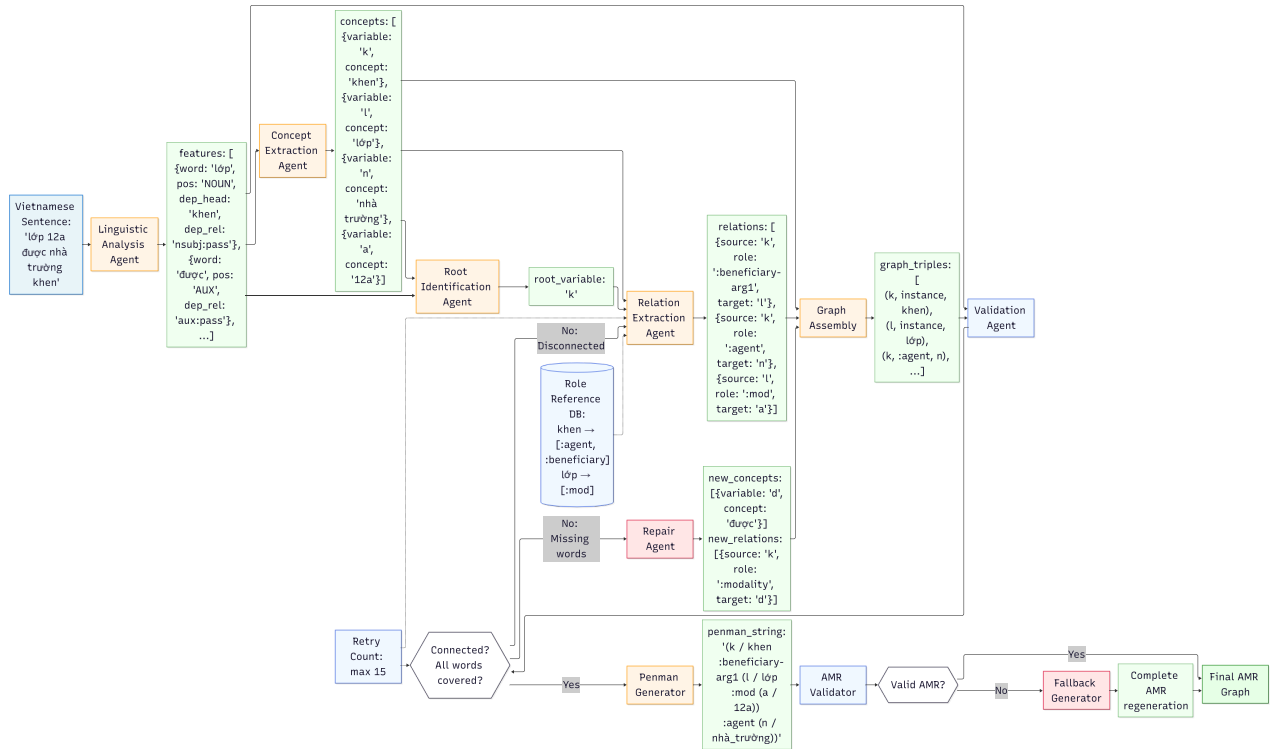 Vietnamese
Sentence:
'lớp 12a
được nhà
trường
khen'
Linguistic
Analysis
Agent
features: [
{word: 'lớp',
pos: 'NOUN',
dep_head:
'khen',
dep_rel:
'nsubj:pass'},
{word:
'được', pos:
'AUX',
dep_rel:
'aux:pass'},
...]
Concept
Extraction
Agent
concepts: [
{variable:
'k',
concept:
'khen'},
{variable:
'l',
concept:
'lớp'},
{variable:
'n',
concept:
'nhà
trường'},
{variable:
'a',
concept:
'12a'}]
Root
Identification
Agent
root_variable:
'k'
No:
Disconnected
Role
Reference
DB:
khen →
[:agent,
:beneficiary]
lớp →
[:mod]
Relation
Extraction
Agent
relations: [
{source: 'k',
role:
':beneficiary-
arg1',
target: 'l'},
{source: 'k',
role:
':agent',
target: 'n'},
{source: 'l',
role: ':mod',
target: 'a'}]
Graph
Assembly
graph_triples:
[
(k, instance,
khen),
(l, instance,
lớp),
(k, :agent, n),
...]
Validation
Agent
No:
Missing
words
Repair
Agent
new_concepts:
[{variable: 'd',
concept:
'được'}]
new_relations:
[{source: 'k',
role:
':modality',
target: 'd'}]
Retry
Count:
max 15
Connected?
All words
covered?
Yes
Penman
Generator
penman_string:
'(k / khen
:beneficiary-
arg1 (l / lớp
:mod (a /
12a))
:agent (n /
nhà_trường))'
AMR
Validator
Valid AMR?
Yes
No
Fallback
Generator
Complete
AMR
regeneration
Final AMR
Graph